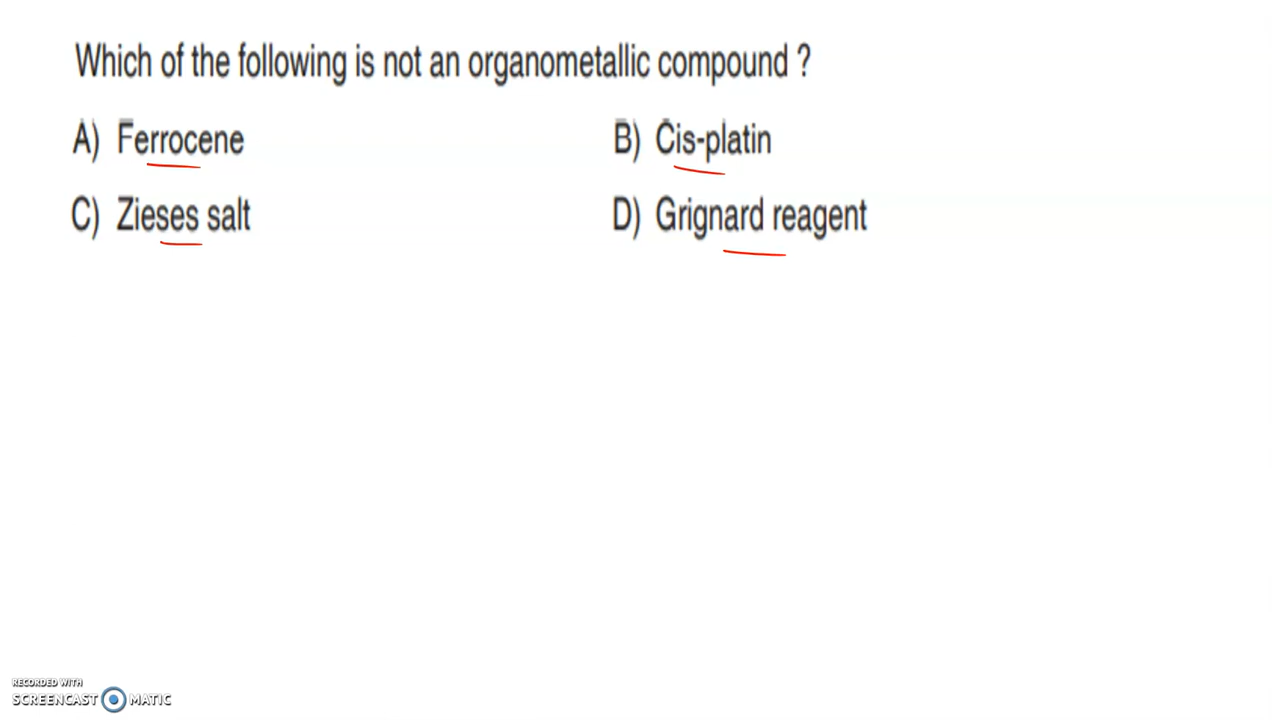 Which of the following is not an organometallic compound ?
A) Ferrocene B) Cis-platin
C) Zieses salt D) Grignard reagent
RECORDED WITH
SCREENCAST MATIC